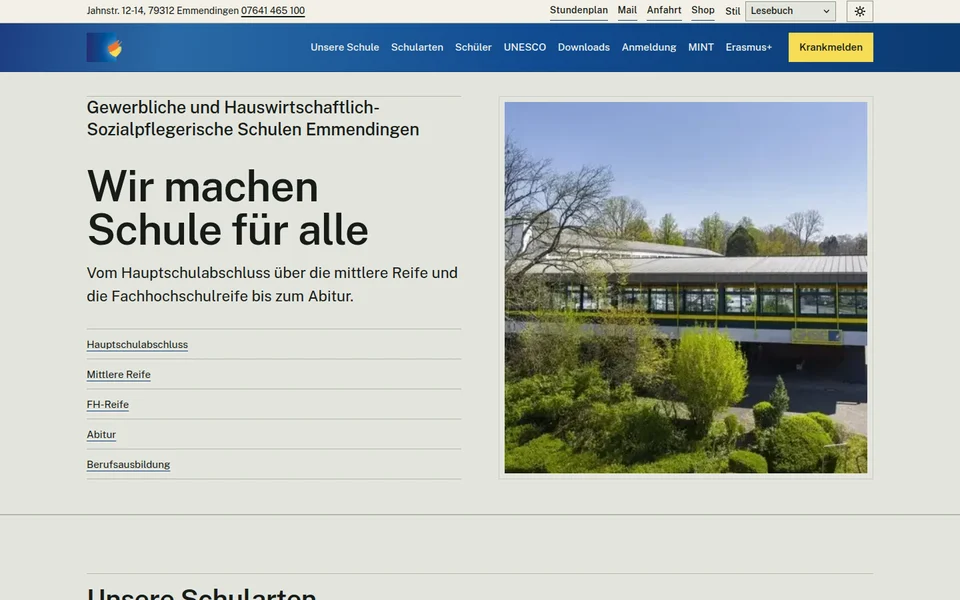 Jahnstr. 12-14, 79312 Emmendingen 07641 465 100
Stundenplan Mail Anfahrt Shop Stil Lesebuch
Unsere Schule Schularten Schüler UNESCO Downloads Anmeldung MINT Erasmus+ Krankmelden
Gewerbliche und Hauswirtschaftlich-
Sozialpflegerische Schulen Emmendingen
Wir machen
Schule für alle
Vom Hauptschulabschluss über die mittlere Reife und
die Fachhochschulreife bis zum Abitur.
Hauptschulabschluss
Mittlere Reife
FH-Reife
Abitur
Berufsausbildung
Unsere Schularten